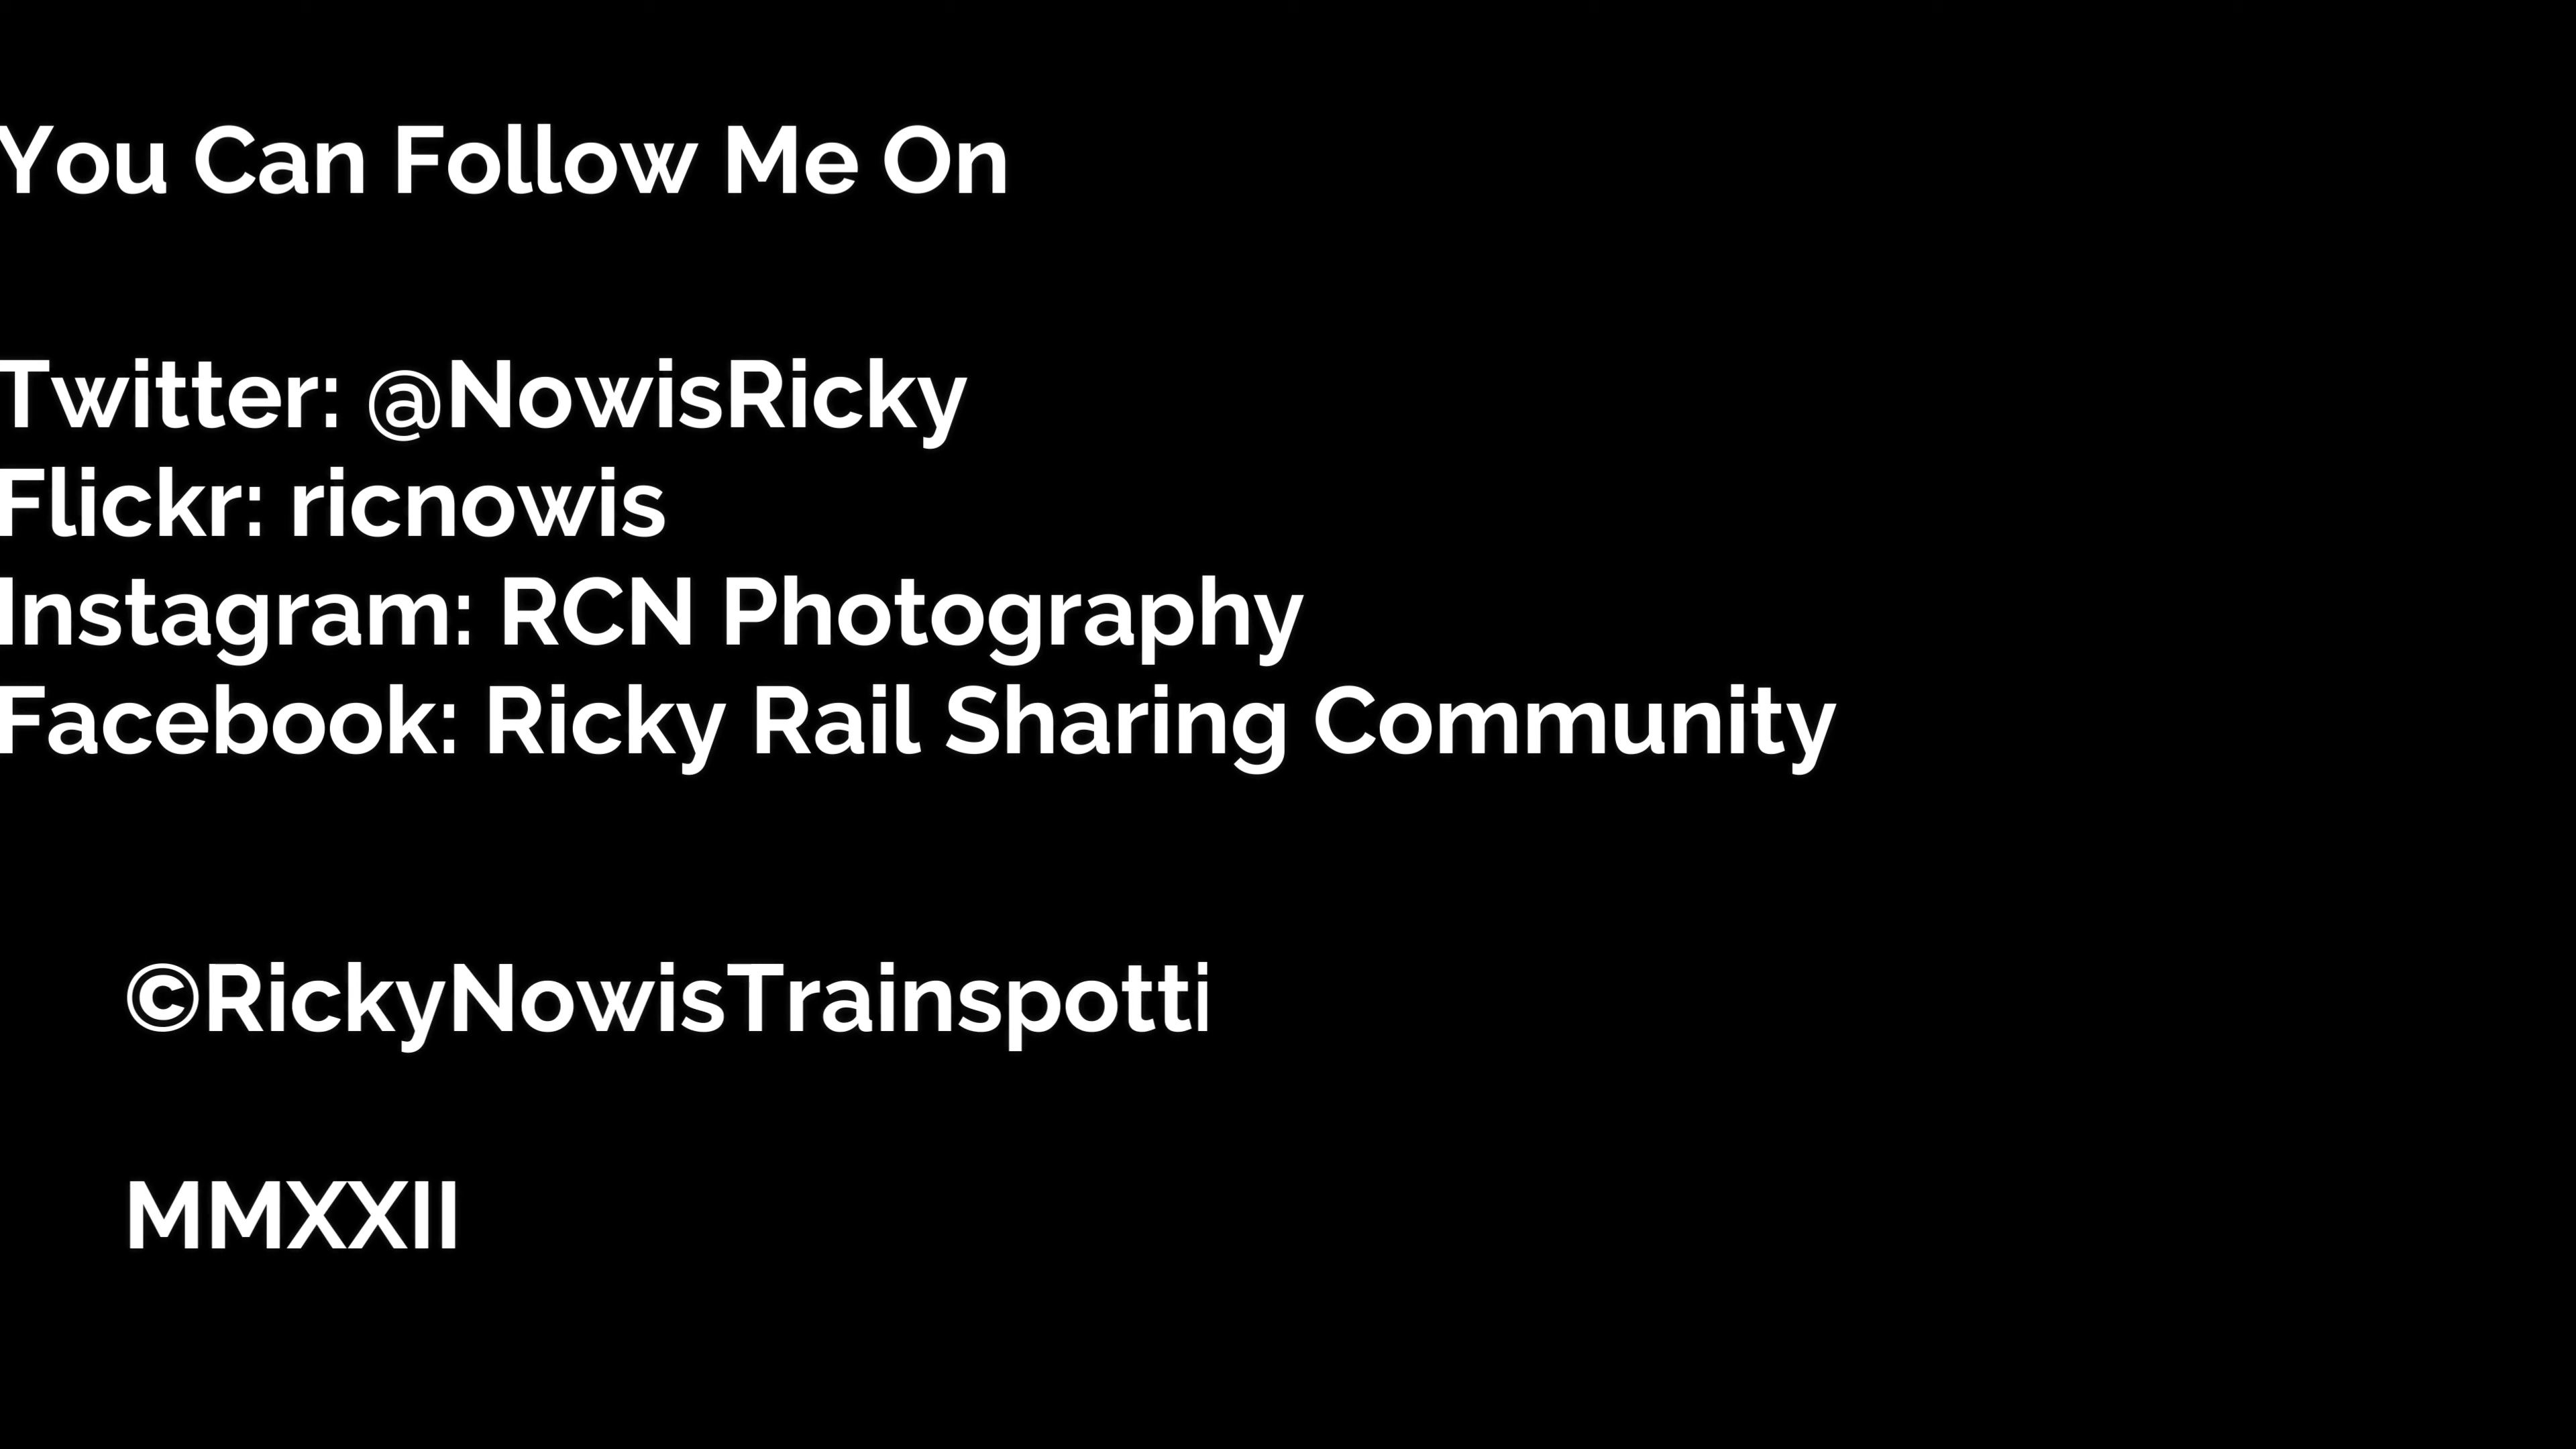 You Can Follow Me On
Twitter: @NowisRicky
Flickr: ricnowis
Instagram: RCN Photography
Facebook: Ricky Rail Sharing Community
©RickyNowisTrainspotti
MMXXII